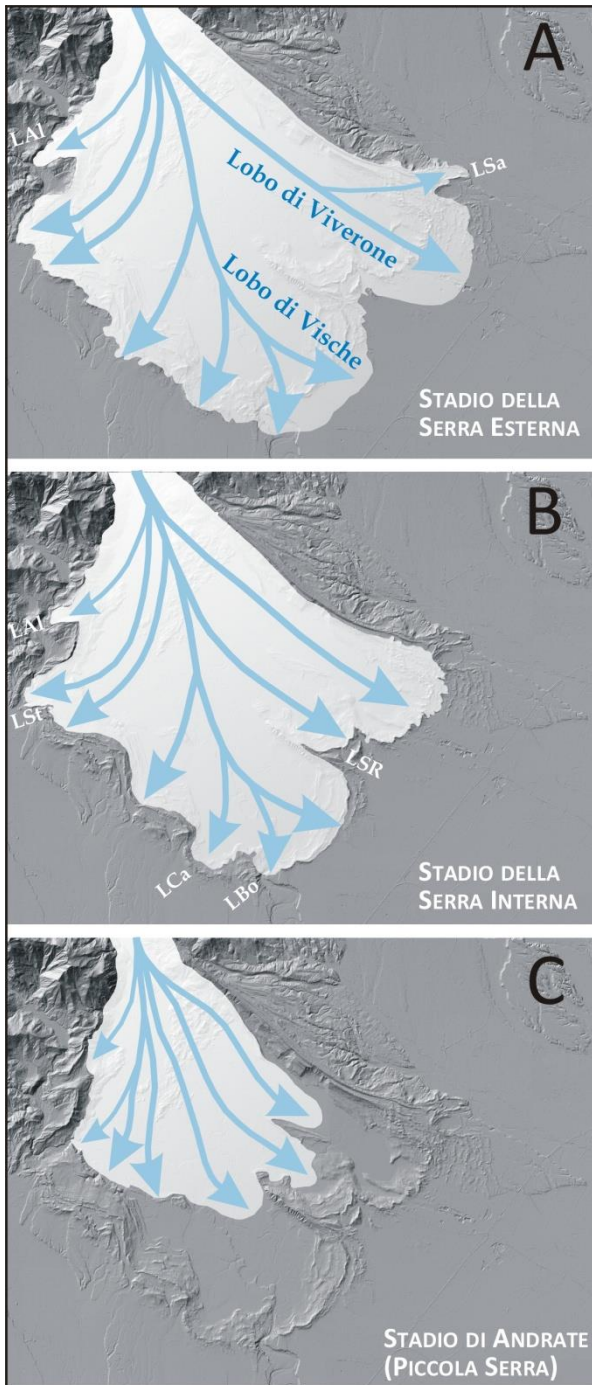 A
LAl
LSa
Lobo di Viverone
Lobo di Vische
STADIO DELLA
SERRA ESTERNA
B
LAl
LSt
LSR
LCa
LBo
STADIO DELLA
SERRA INTERNA
C
STADIO DI ANDRATE
(PICCOLA SERRA)